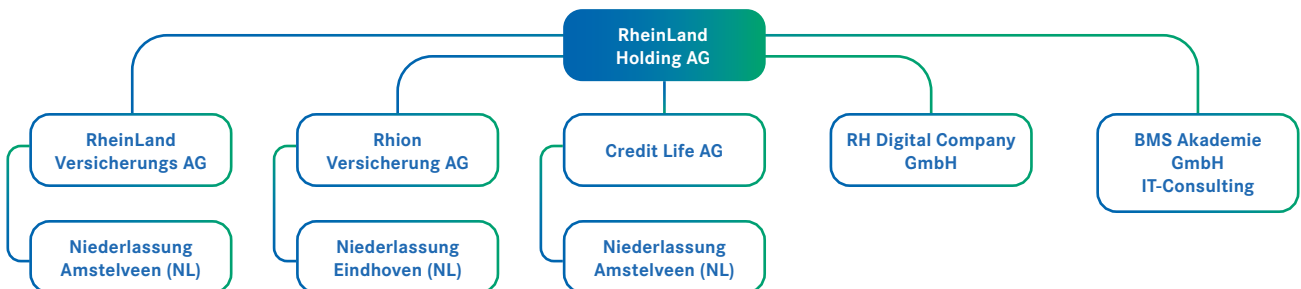 RheinLand
Holding AG
RheinLand
Versicherungs AG
Rhion
Versicherung AG
Credit Life AG
RH Digital Company
GmbH
BMS Akademie
GmbH
IT-Consulting
Niederlassung
Amstelveen (NL)
Niederlassung
Eindhoven (NL)
Niederlassung
Amstelveen (NL)